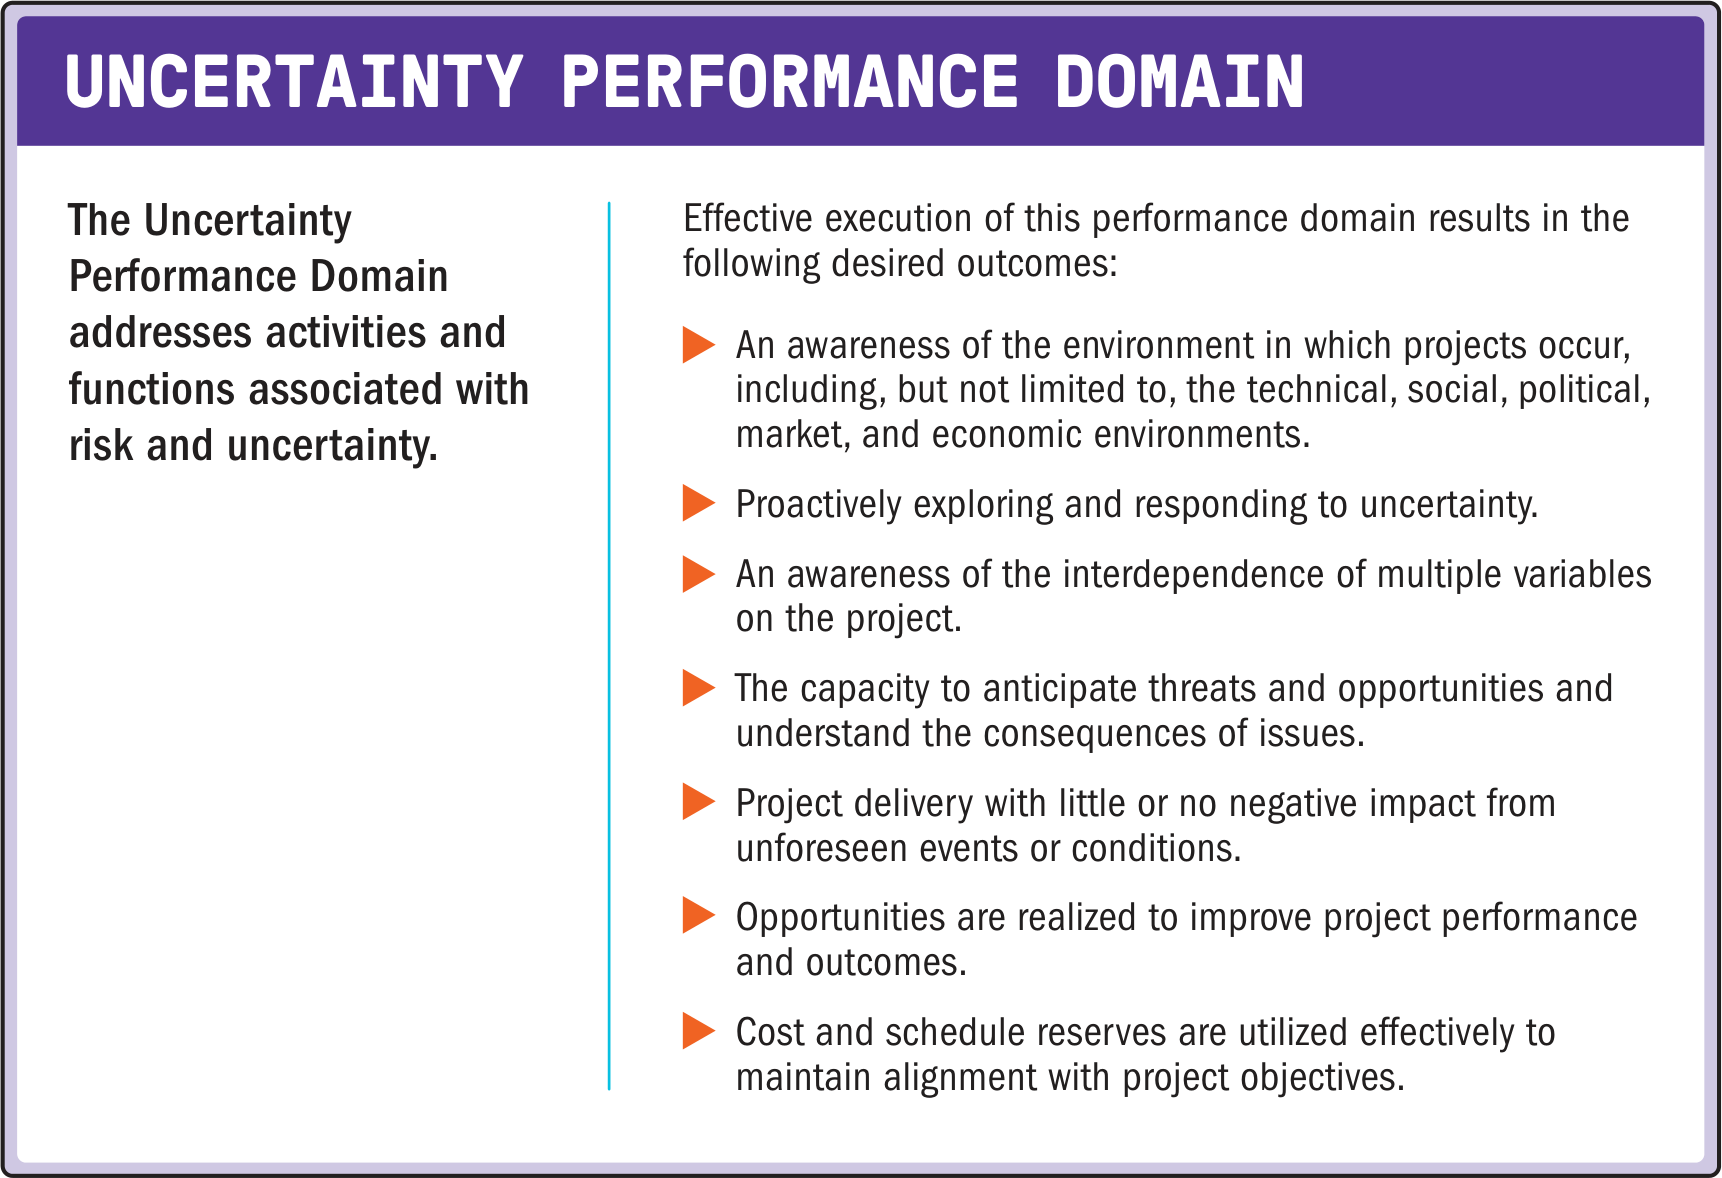 UNCERTAINTY PERFORMANCE DOMAIN
The Uncertainty
Performance Domain
addresses activities and
functions associated with
risk and uncertainty.
Effective execution of this performance domain results in the
following desired outcomes:
An awareness of the environment in which projects occur,
including, but not limited to, the technical, social, political,
market, and economic environments.
Proactively exploring and responding to uncertainty.
An awareness of the interdependence of multiple variables
on the project.
The capacity to anticipate threats and opportunities and
understand the consequences of issues.
Project delivery with little or no negative impact from
unforeseen events or conditions.
Opportunities are realized to improve project performance
and outcomes.
Cost and schedule reserves are utilized effectively to
maintain alignment with project objectives.